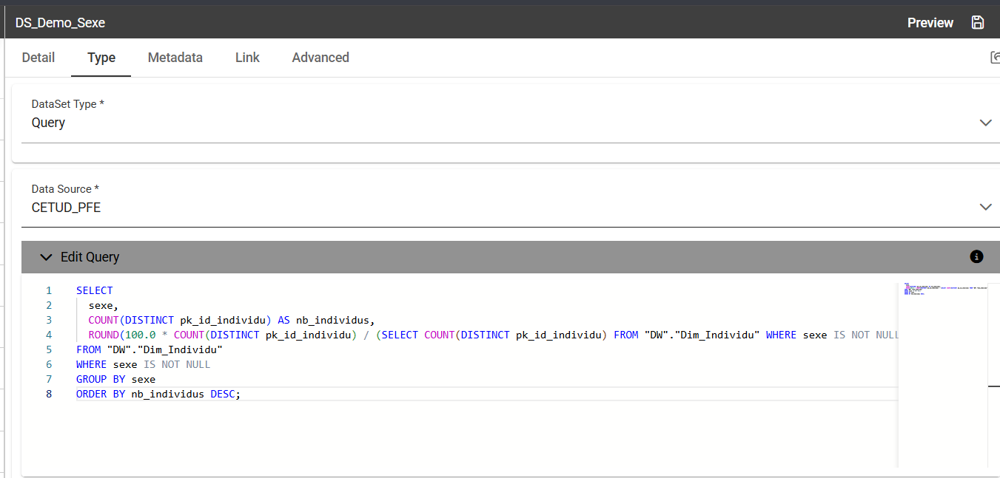 DS_Demo_Sexe
Preview
Detail Type Metadata Link Advanced
DataSet Type *
Query
Data Source *
CETUD_PFE
Edit Query
1 SELECT
2 sexe,
3 COUNT(DISTINCT pk_id_individu) AS nb_individus,
4 ROUND(100.0 * COUNT(DISTINCT pk_id_individu) / (SELECT COUNT(DISTINCT pk_id_individu) FROM "DW"."Dim_Individu" WHERE sexe IS NOT NULL
5 FROM "DW"."Dim_Individu"
6 WHERE sexe IS NOT NULL
7 GROUP BY sexe
8 ORDER BY nb_individus DESC;